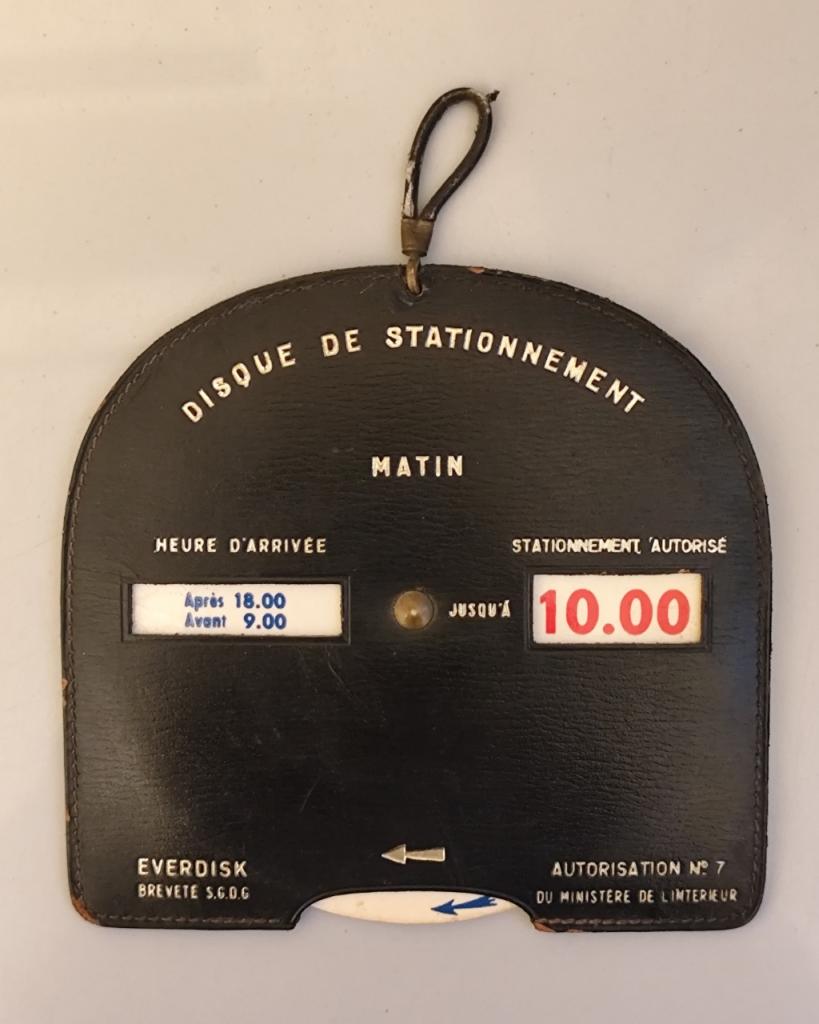 DISQUE DE STATIONNEMENT
MATIN
HEURE D'ARRIVÉE
STATIONNEMENT AUTORISÉ
Après 18.00
Avant 9.00
JUSQU'À
10.00
EVERDISK
BREVETÉ S.G.D.G
AUTORISATION Nº 7
DU MINISTÈRE DE L'INTERIEUR